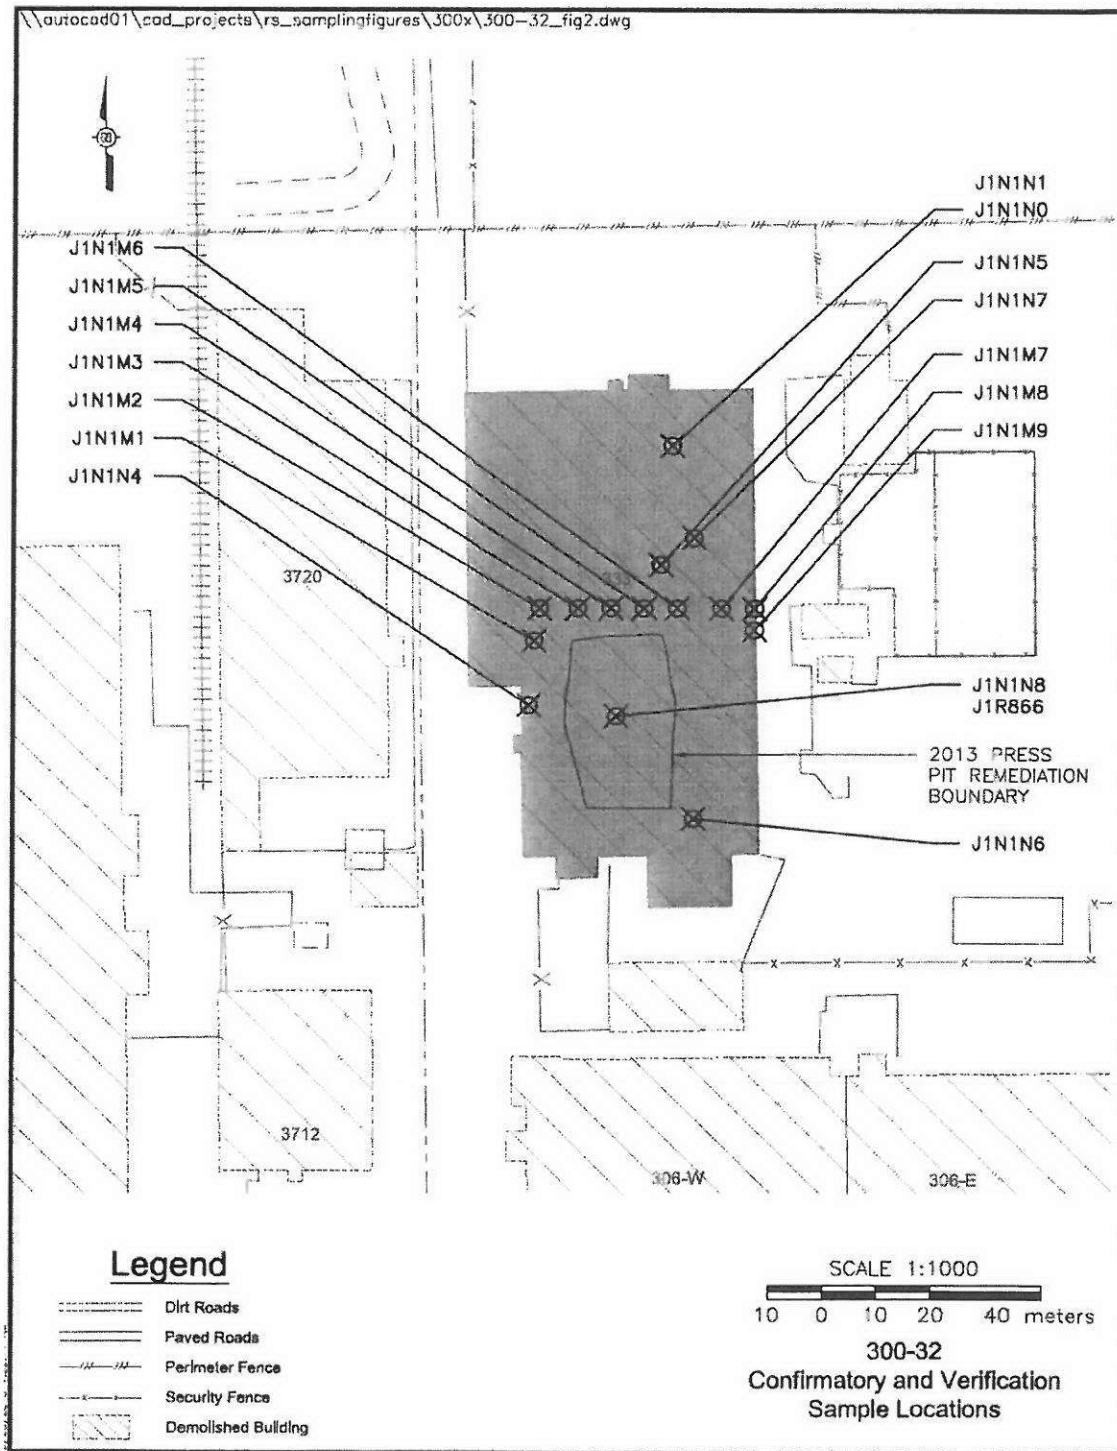 \\autocad01\cad_projects\rs_samplingfigures\300x\300-32_fig2.dwg
J1N1N1
J1N1N0
J1N1M6
J1N1N5
J1N1M5
J1N1N7
J1N1M4
J1N1M3
J1N1M7
J1N1M2
J1N1M8
J1N1M1
J1N1M9
J1N1N4
3720
333
J1N1N8
J1R866
2013 PRESS
PIT REMEDIATION
BOUNDARY
J1N1N6
3712
306-W
306-E
Legend
Dirt Roads
Paved Roads
Perimeter Fence
Security Fence
Demolished Building
SCALE 1:1000
10 0 10 20 40 meters
300-32
Confirmatory and Verification
Sample Locations